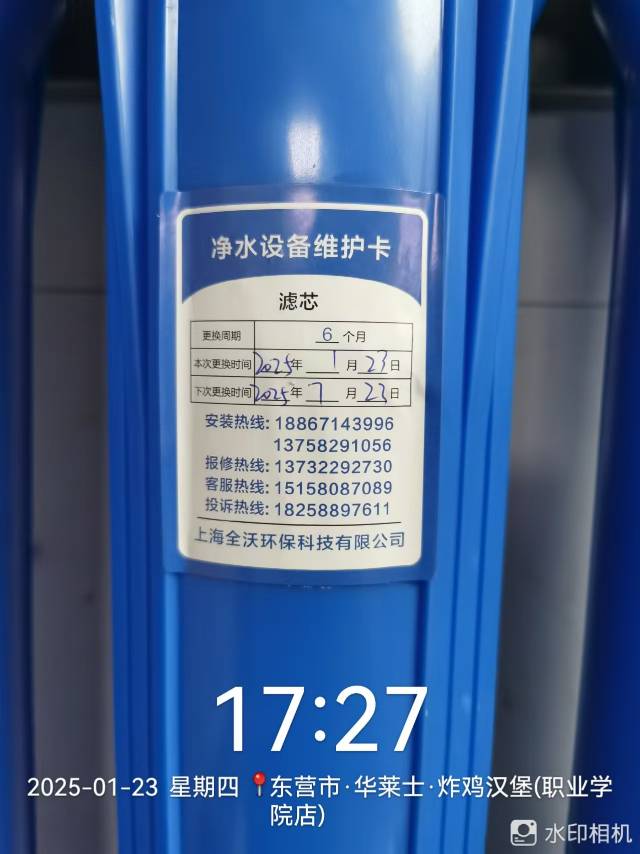 净水设备维护卡
滤芯
更换周期 6 个月
本次更换时间 2025年 1 月 23 日
下次更换时间 2025年 7 月 23 日
安装热线: 18867143996
13758291056
报修热线: 13732292730
客服热线: 15158087089
投诉热线: 18258897611
上海全沃环保科技有限公司
17:27
2025-01-23 星期四 📍东营市·华莱士·炸鸡汉堡(职业学
院店)
水印相机